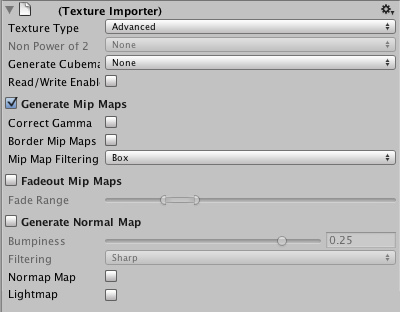 (Texture Importer)
Texture Type Advanced
Non Power of 2 None
Generate Cubema None
Read/Write Enabl
Generate Mip Maps
Correct Gamma
Border Mip Maps
Mip Map Filtering Box
Fadeout Mip Maps
Fade Range
Generate Normal Map
Bumpiness 0.25
Filtering Sharp
Normap Map
Lightmap